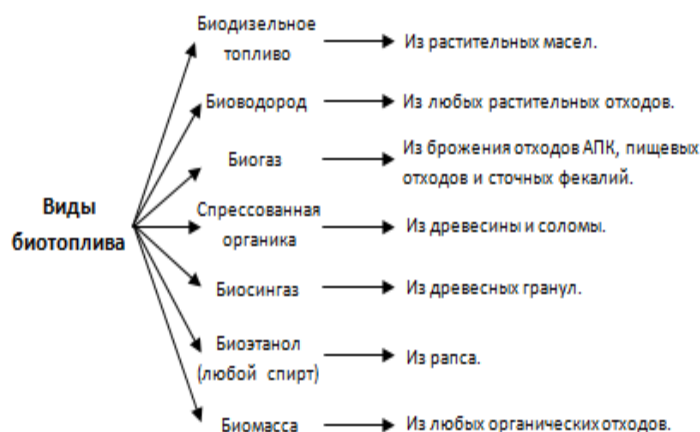 Биодизельное
топливо
Из растительных масел.
Биоводород
Из любых растительных отходов.
Биогаз
Из брожения отходов АПК, пищевых
отходов и сточных фекалий.
Виды
биотоплива
Спрессованная
органика
Из древесины и соломы.
Биосингаз
Из древесных гранул.
Биоэтанол
(любой спирт)
Из рапса.
Биомасса
Из любых органических отходов.